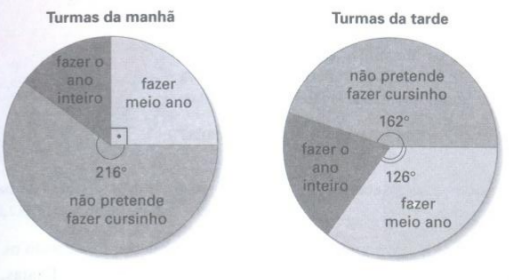 Turmas da manhã
fazer o
ano
inteiro
fazer
meio ano
216°
não pretende
fazer cursinho
Turmas da tarde
não pretende
fazer cursinho
162°
fazer o
ano
inteiro
126°
fazer
meio ano